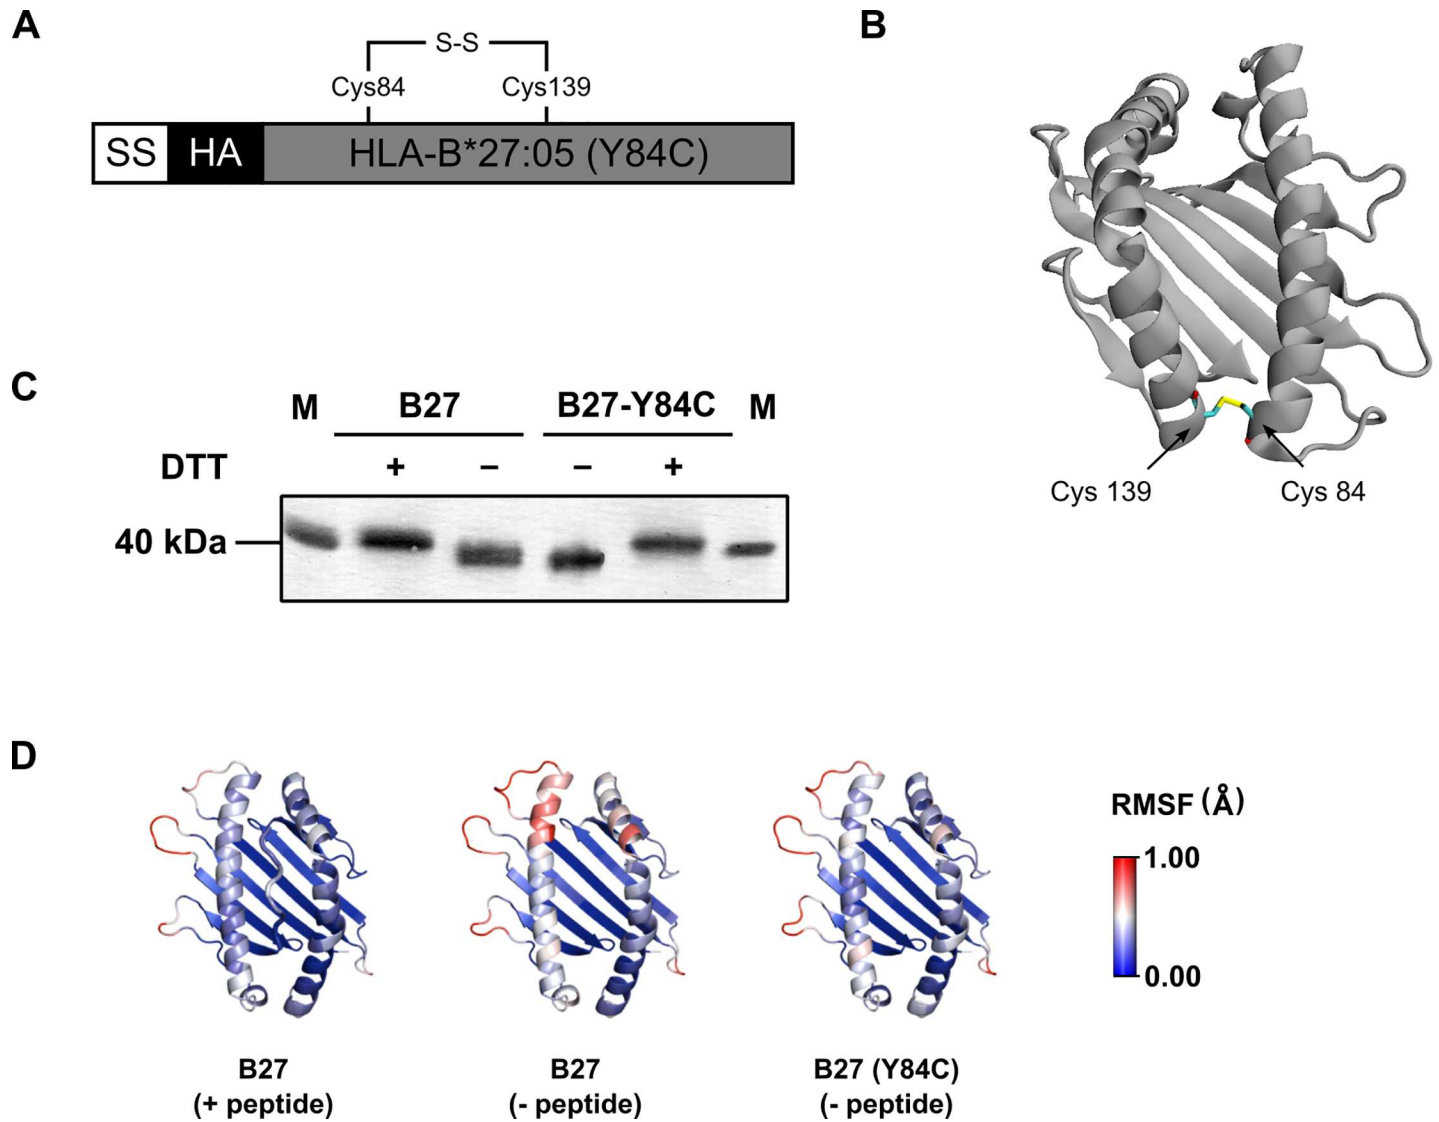 A
S-S
Cys84 Cys139
SS HA HLA-B*27:05 (Y84C)
B
Cys 139 Cys 84
C
M B27 B27-Y84C M
DTT + – – +
40 kDa
D
RMSF (Å)
1.00
0.00
B27 B27 B27 (Y84C)
(+ peptide) (- peptide) (- peptide)